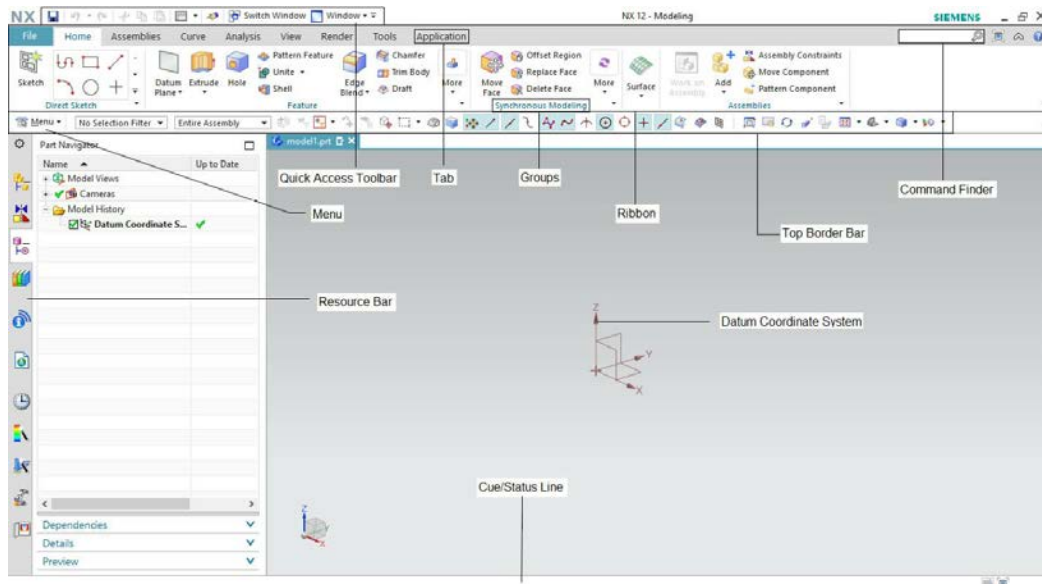 NX Switch Window Window NX 12 - Modeling SIEMENS
File Home Assemblies Curve Analysis View Render Tools Application
Sketch
Direct Sketch
Datum Plane
Extrude
Hole
Pattern Feature
Unite
Shell
Edge Blend
Chamfer
Trim Body
Draft
More
Feature
Move Face
Offset Region
Replace Face
Delete Face
More
Synchronous Modeling
Surface
Work on Assembly
Add
Assembly Constraints
Move Component
Pattern Component
Assemblies
Menu No Selection Filter Entire Assembly
Part Navigator
model1.prt
Name Up to Date
Model Views
Cameras
Model History
Datum Coordinate S...
Quick Access Toolbar
Tab
Groups
Command Finder
Menu
Ribbon
Top Border Bar
Resource Bar
Datum Coordinate System
Z
Y
X
Cue/Status Line
Z
Y
X
Dependencies
Details
Preview